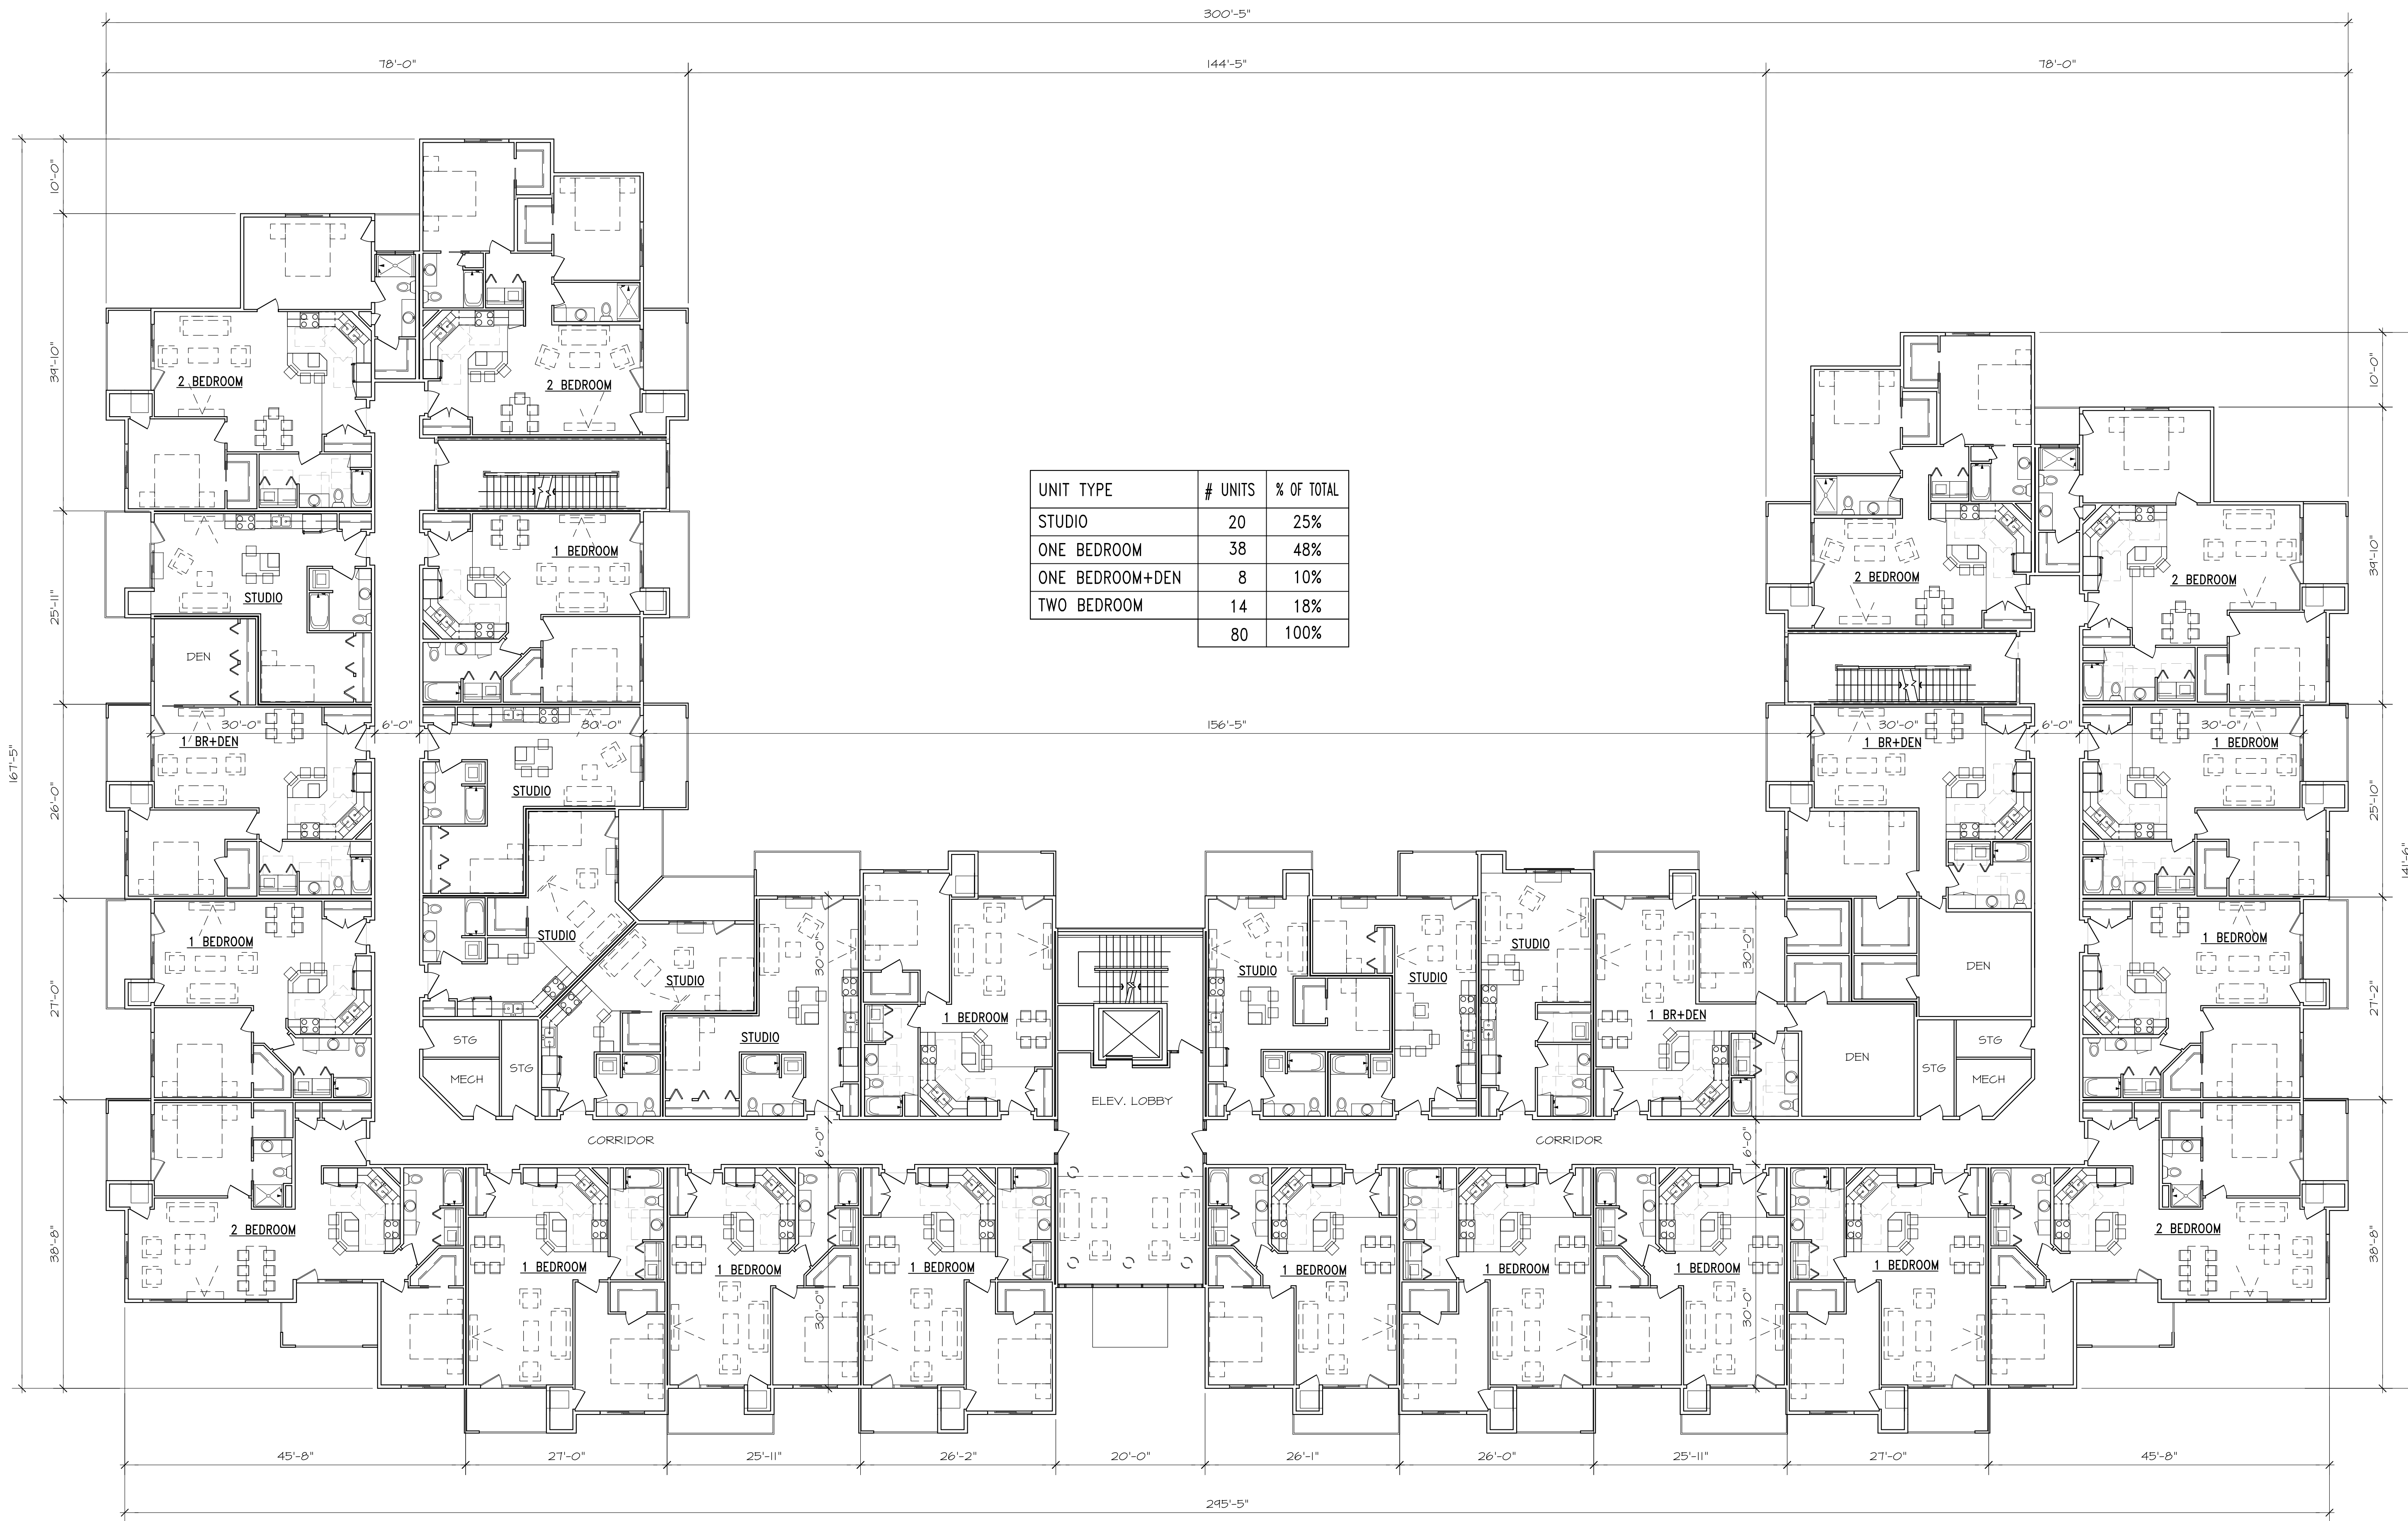 300'-5"
78'-0"
144'-5"
78'-0"
10'-0"
39'-10"
25'-11"
26'-0"
27'-0"
38'-8"
167'-5"
10'-0"
39'-10"
25'-10"
27'-2"
38'-8"
141'-6"
2 BEDROOM
2 BEDROOM
UNIT TYPE # UNITS % OF TOTAL
STUDIO 20 25%
ONE BEDROOM 38 48%
ONE BEDROOM+DEN 8 10%
TWO BEDROOM 14 18%
80 100%
1 BEDROOM
STUDIO
2 BEDROOM
2 BEDROOM
DEN
30'-0" 6'-0" 30'-0" 156'-5" 30'-0" 6'-0" 30'-0"
1 BR+DEN
1 BR+DEN
1 BEDROOM
STUDIO
1 BEDROOM
STUDIO
STUDIO
STUDIO
30'-0"
1 BEDROOM
STUDIO
STUDIO
STUDIO
1 BR+DEN
30'-0"
DEN
1 BEDROOM
STG
MECH
STG
ELEV. LOBBY
DEN
STG
STG
MECH
CORRIDOR
6'-0"
CORRIDOR
6'-0"
2 BEDROOM
1 BEDROOM
1 BEDROOM
1 BEDROOM
1 BEDROOM
1 BEDROOM
1 BEDROOM
1 BEDROOM
2 BEDROOM
30'-0"
30'-0"
45'-8" 27'-0" 25'-11" 26'-2" 20'-0" 26'-1" 26'-0" 25'-11" 27'-0" 45'-8"
295'-5"